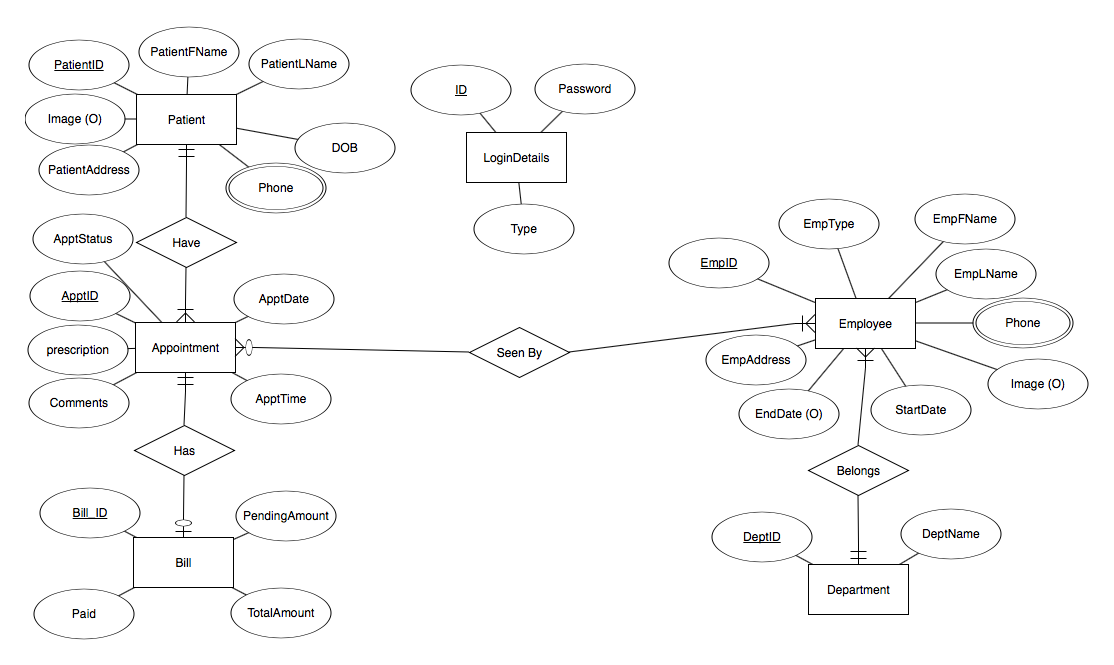 PatientFName
PatientID
PatientLName
Image (O)
Patient
DOB
PatientAddress
Phone
ID
Password
LoginDetails
Type
ApptStatus
Have
ApptID
ApptDate
prescription
Appointment
Comments
ApptTime
Seen By
EmpType
EmpFName
EmpID
EmpLName
Employee
Phone
EmpAddress
Image (O)
EndDate (O)
StartDate
Has
Belongs
Bill_ID
PendingAmount
Bill
Paid
TotalAmount
DeptID
DeptName
Department